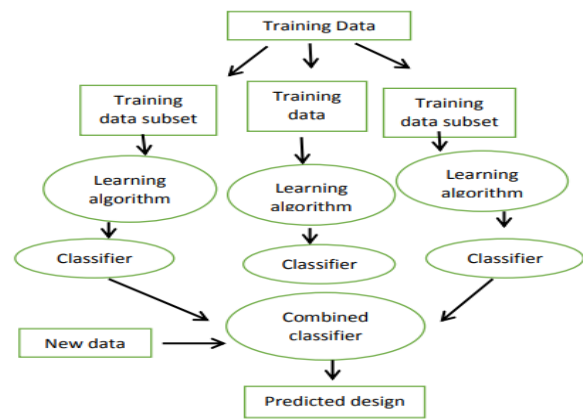 Training Data
Training
data subset
Training
data
Training
data subset
Learning
algorithm
Learning
algorithm
Learning
algorithm
Classifier
Classifier
Classifier
Combined
classifier
New data
Predicted design